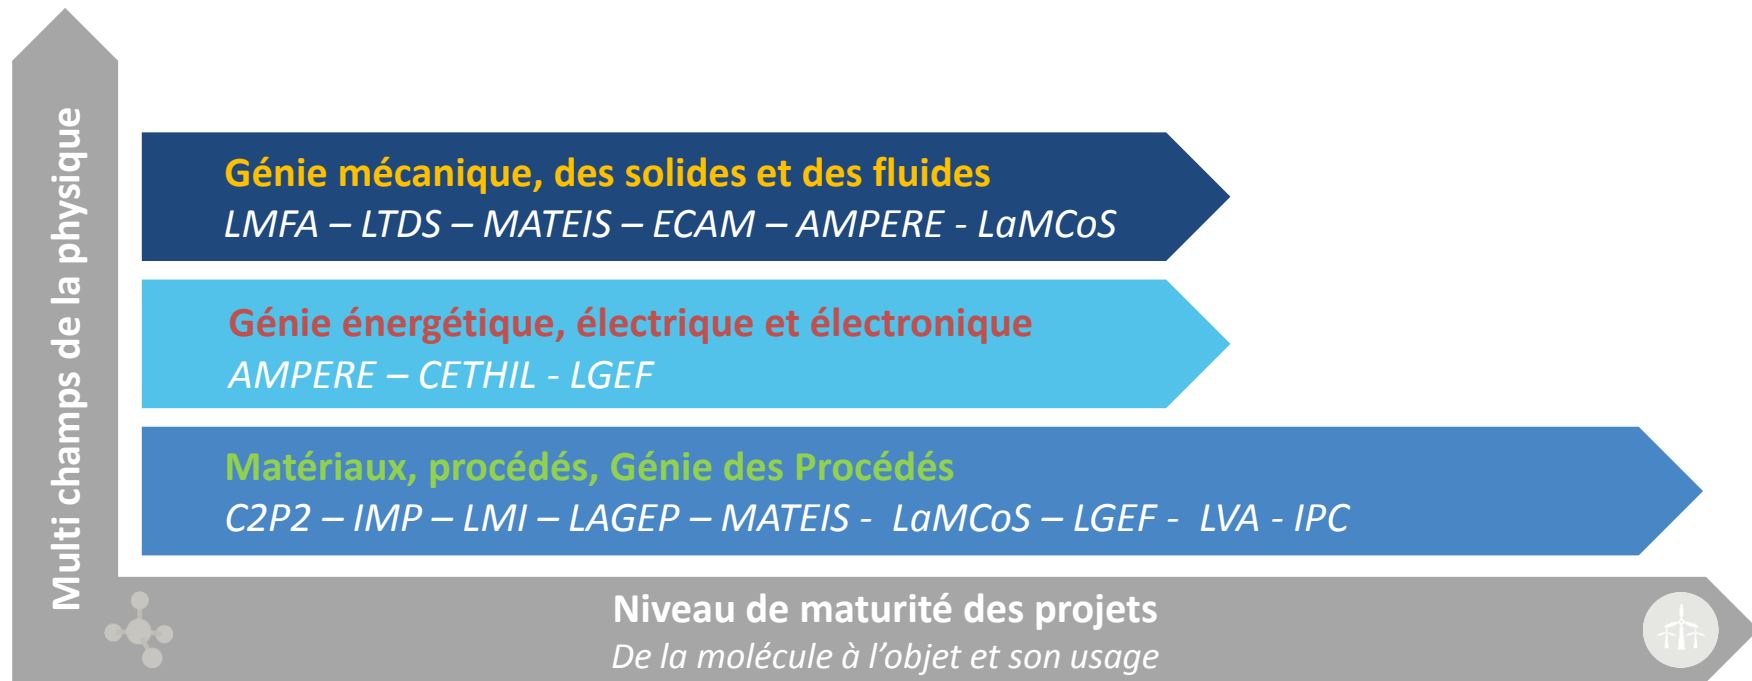 Multi champs de la physique
Génie mécanique, des solides et des fluides
LMFA – LTDS – MATEIS – ECAM – AMPERE - LaMCoS
Génie énergétique, électrique et électronique
AMPERE – CETHIL - LGEF
Matériaux, procédés, Génie des Procédés
C2P2 – IMP – LMI – LAGEP – MATEIS - LaMCoS – LGEF - LVA - IPC
Niveau de maturité des projets
De la molécule à l’objet et son usage